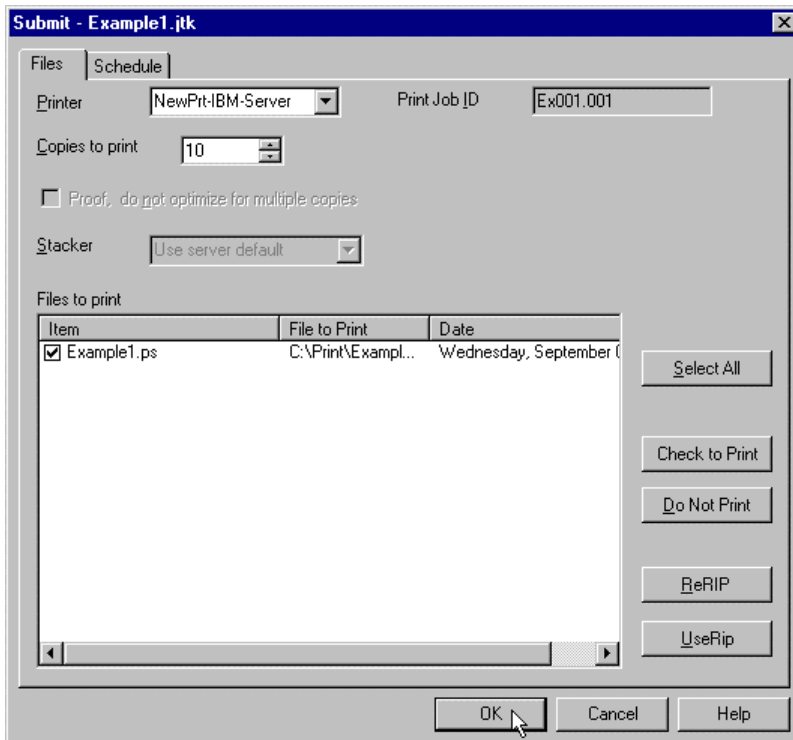 Submit - Example1.jtk
Files Schedule
Printer NewPrt-IBM-Server Print Job ID Ex001.001
Copies to print 10
Proof, do not optimize for multiple copies
Stacker Use server default
Files to print
Item File to Print Date
Example1.ps C:\Print\Exampl... Wednesday, September
Select All
Check to Print
Do Not Print
ReRIP
UseRip
OK Cancel Help